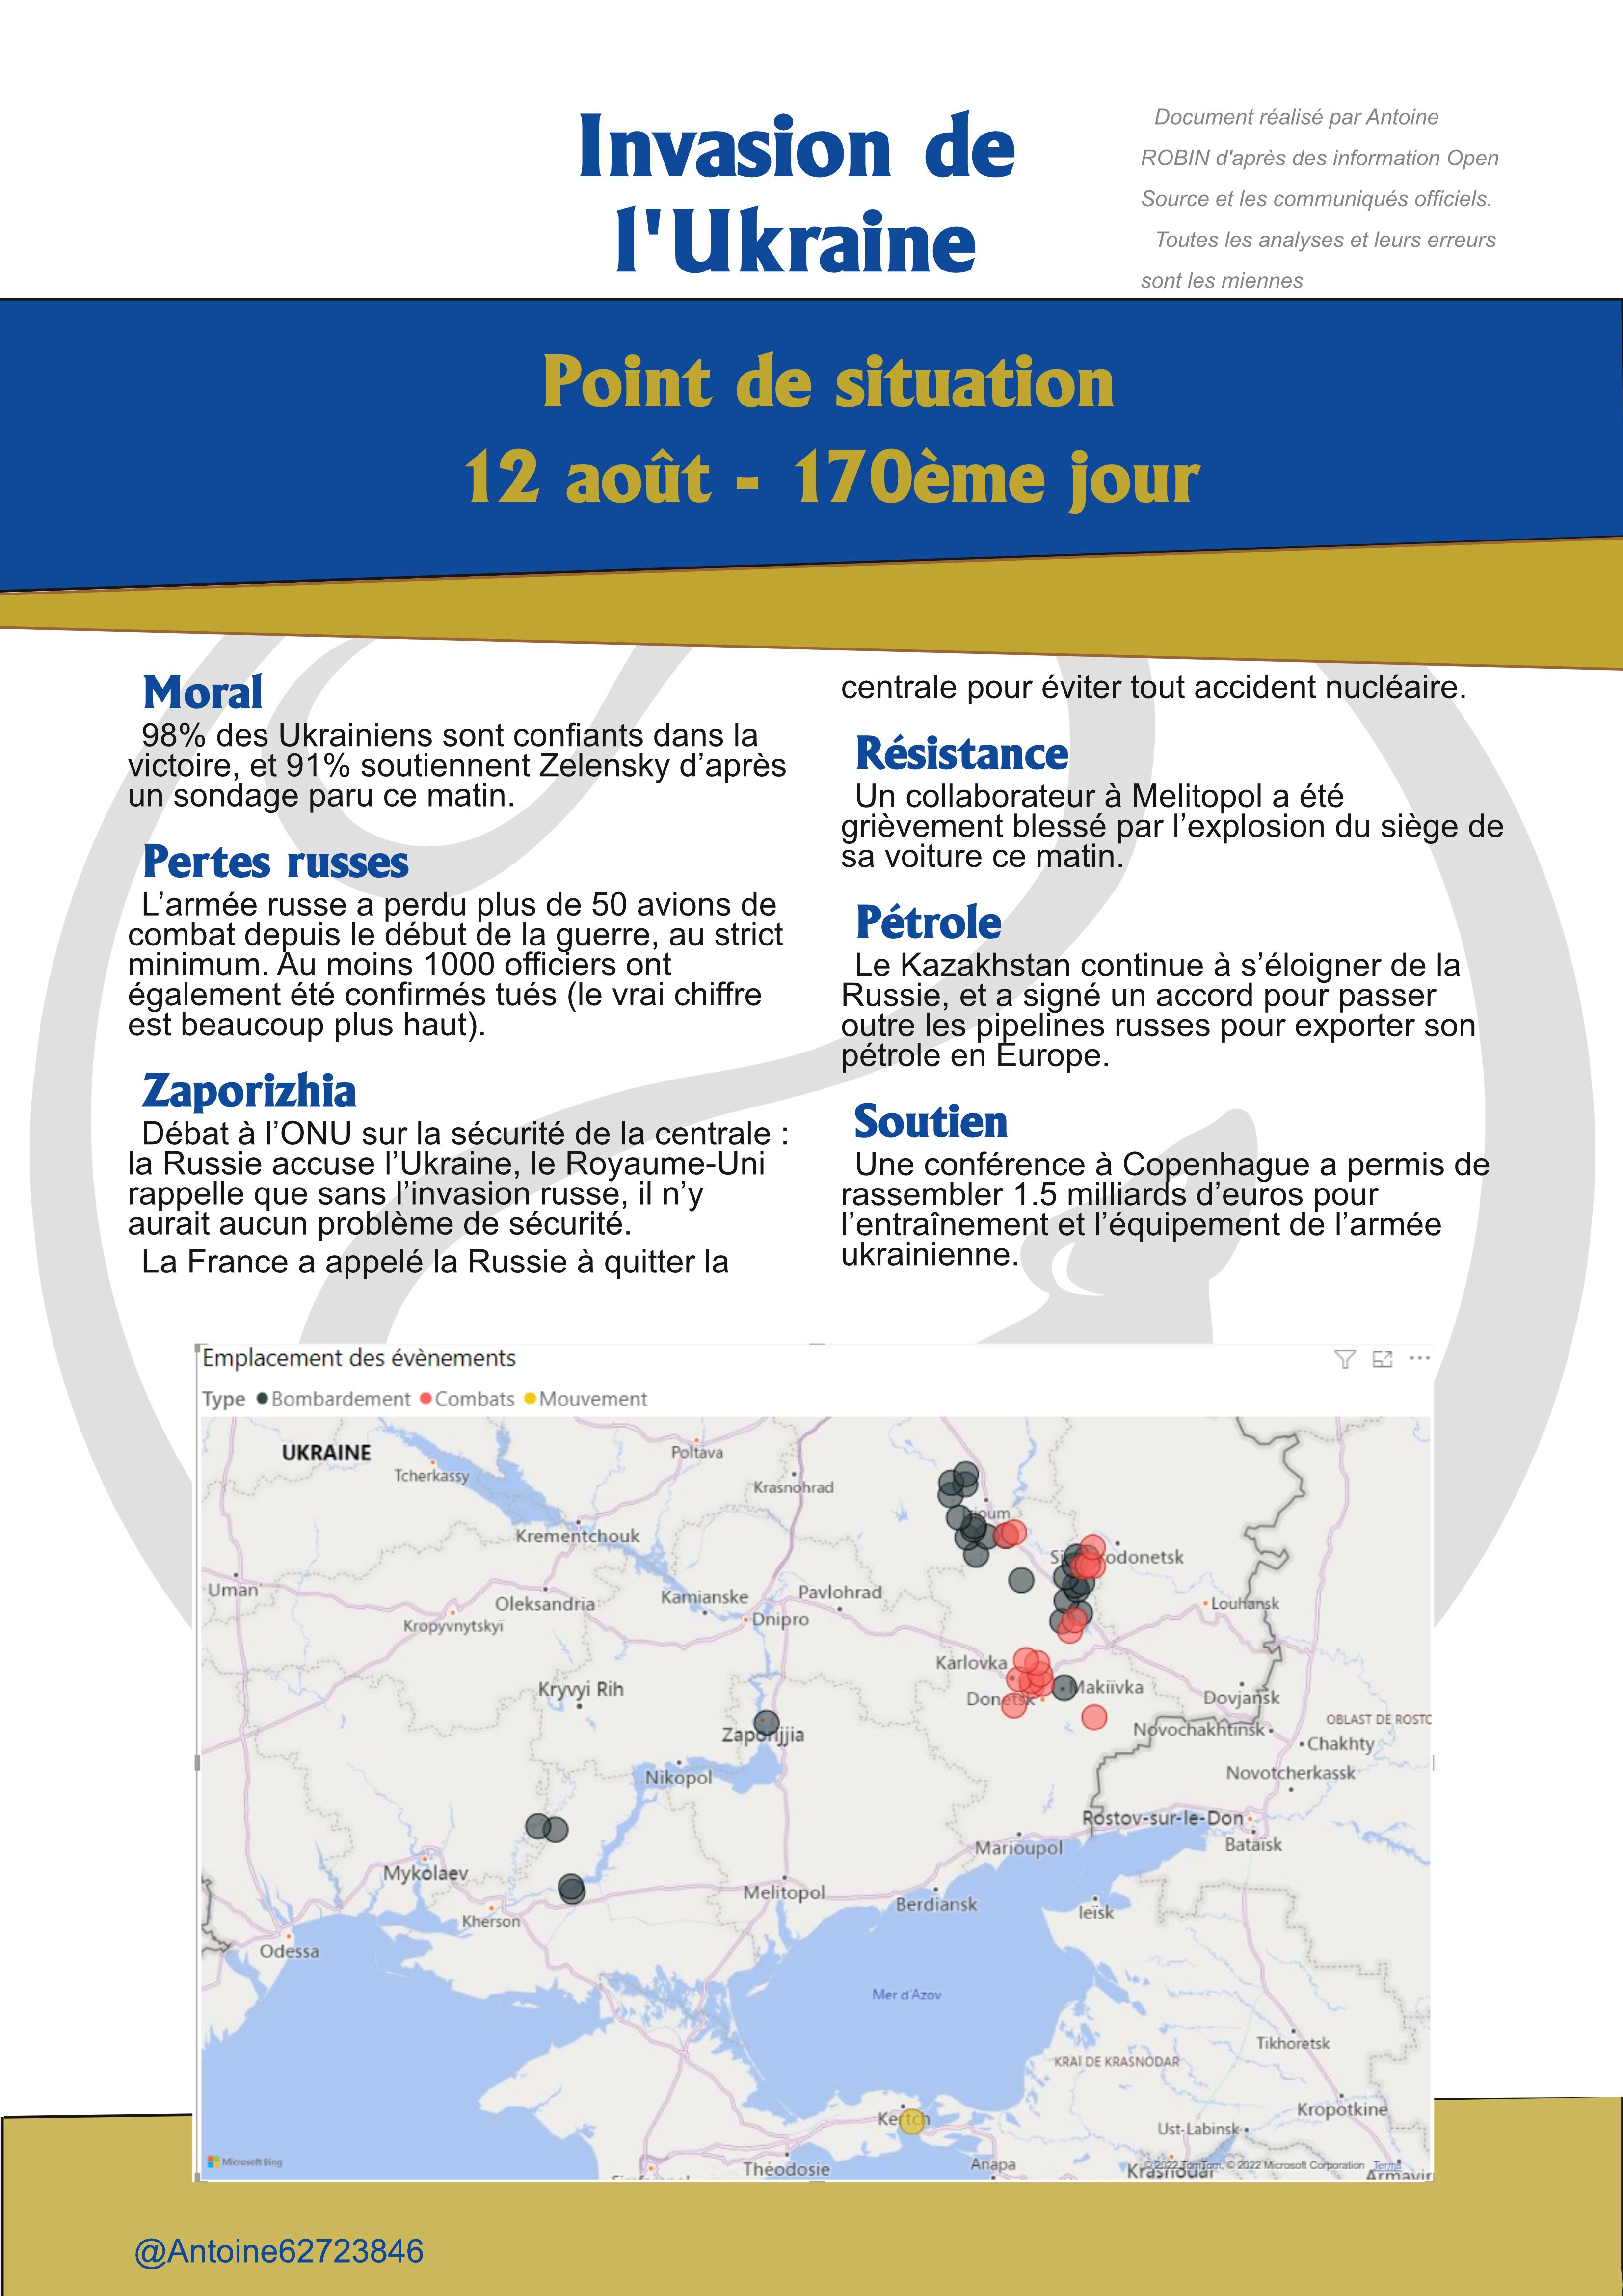 Invasion de
l'Ukraine
Document réalisé par Antoine
ROBIN d'après des information Open
Source et les communiqués officiels.
Toutes les analyses et leurs erreurs
sont les miennes
Point de situation
12 août - 170ème jour
Moral
98% des Ukrainiens sont confiants dans la
victoire, et 91% soutiennent Zelensky d’après
un sondage paru ce matin.
Pertes russes
L’armée russe a perdu plus de 50 avions de
combat depuis le début de la guerre, au strict
minimum. Au moins 1000 officiers ont
également été confirmés tués (le vrai chiffre
est beaucoup plus haut).
Zaporizhia
Débat à l’ONU sur la sécurité de la centrale :
la Russie accuse l’Ukraine, le Royaume-Uni
rappelle que sans l’invasion russe, il n’y
aurait aucun problème de sécurité.
La France a appelé la Russie à quitter la
centrale pour éviter tout accident nucléaire.
Résistance
Un collaborateur à Melitopol a été
grièvement blessé par l’explosion du siège de
sa voiture ce matin.
Pétrole
Le Kazakhstan continue à s’éloigner de la
Russie, et a signé un accord pour passer
outre les pipelines russes pour exporter son
pétrole en Europe.
Soutien
Une conférence à Copenhague a permis de
rassembler 1.5 milliards d’euros pour
l’entraînement et l’équipement de l’armée
ukrainienne.
Emplacement des évènements
Type Bombardement Combats Mouvement
UKRAINE
Poltava
Tcherkassy
Krasnohrad
Krementchouk
Uman
Oleksandria
Kamianske
Pavlohrad
Louhansk
Kropyvnytskyï
Dnipro
Karlovka
Kryvyi Rih
Makiïvka
Donetsk
Dovjansk
OBLAST DE ROSTO
Zaporijjia
Novochakhtinsk
Chakhty
Nikopol
Novotcherkassk
Rostov-sur-le-Don
Marioupol
Bataïsk
Mykolaev
Melitopol
Berdiansk
Ieïsk
Kherson
Odessa
Mer d'Azov
Tikhoretsk
KRAÏ DE KRASNODAR
Kertch
Kropotkine
Ust-Labinsk
Microsoft Bing
Théodosie
Anapa
Krasnodar
© 2022 TomTom, © 2022 Microsoft Corporation Terms
Armavir
@Antoine62723846